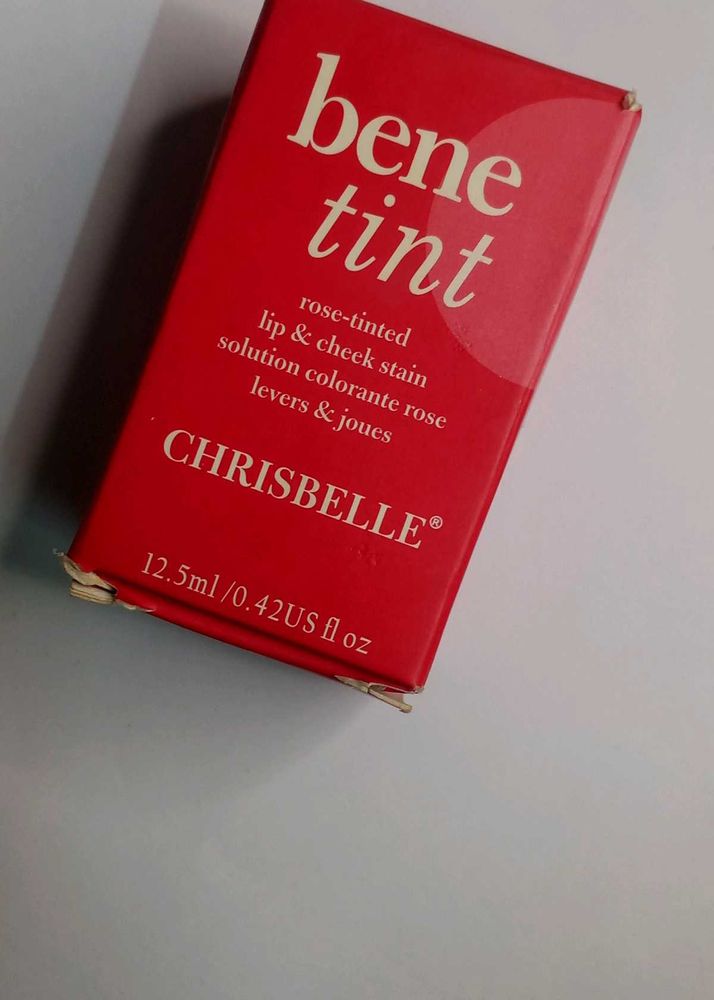 bene
tint
rose-tinted
lip & cheek stain
solution colorante rose
levers & joues
CHRISBELLE®
12.5ml /0.42US fl oz